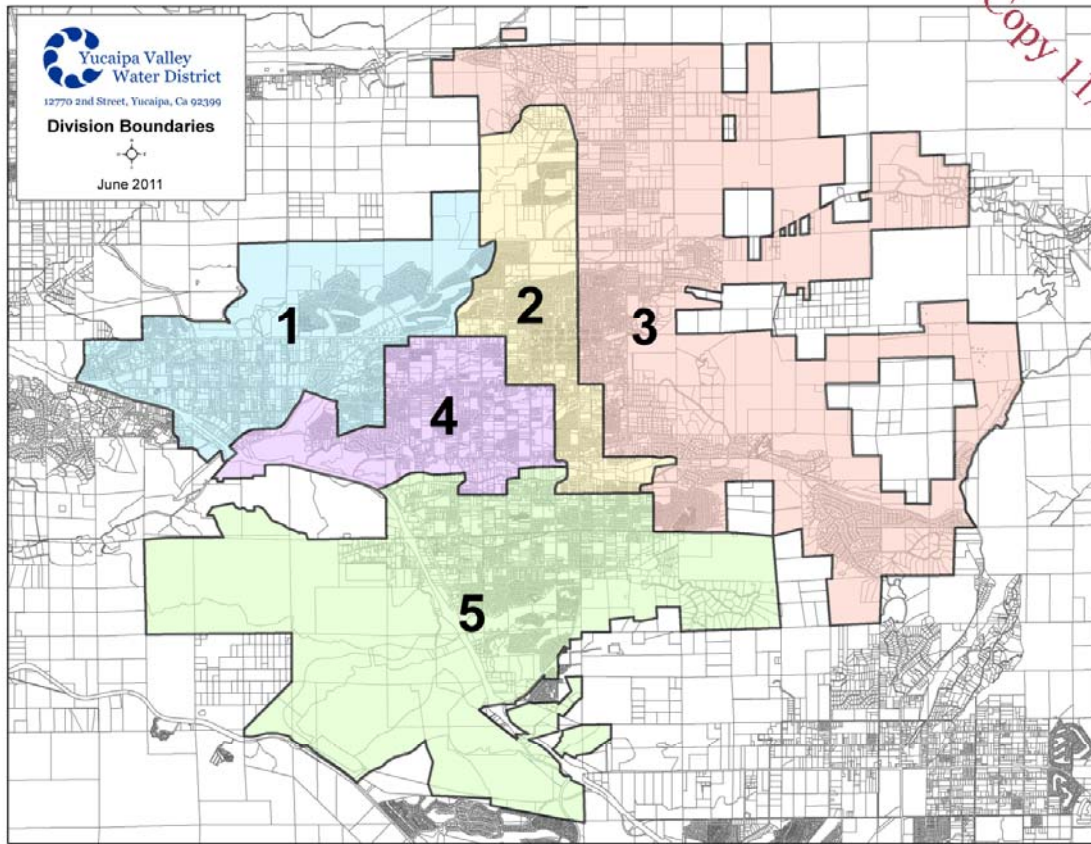 Yucaipa Valley
Water District
12770 2nd Street, Yucaipa, Ca 92399
Division Boundaries
June 2011
Copy
1
2
3
4
5